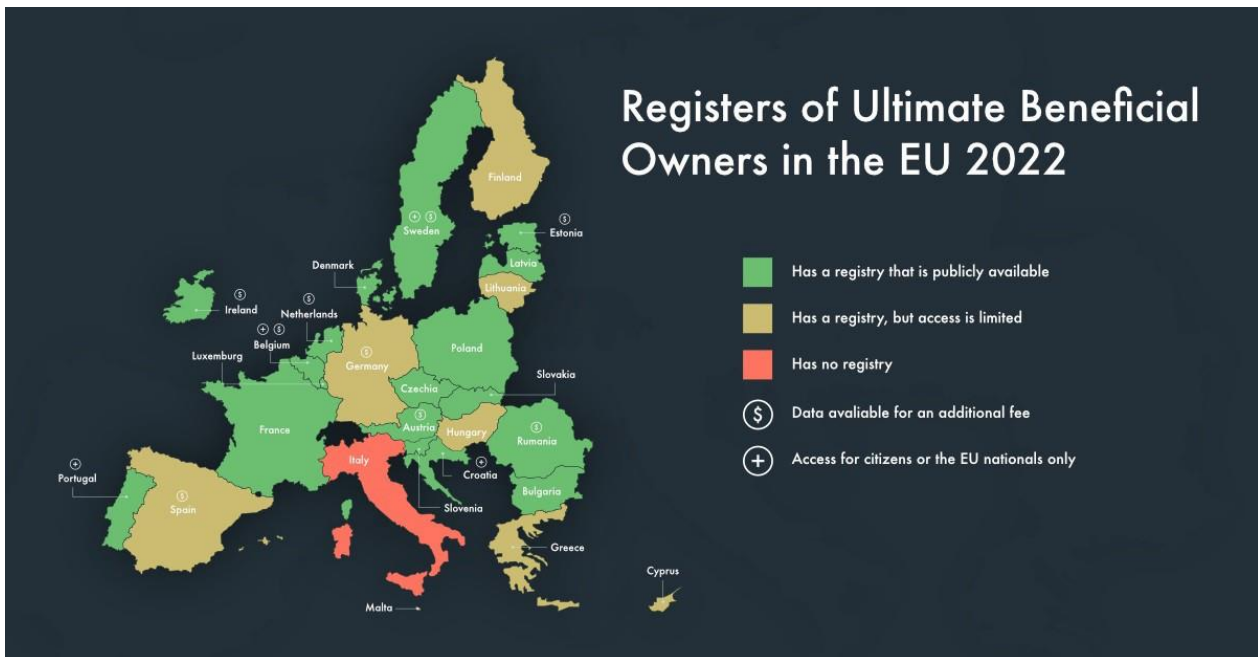 Registers of Ultimate Beneficial
Owners in the EU 2022
Finland
$
Estonia
+ $
Sweden
Latvia
Denmark
Lithuania
$
Ireland
$
Netherlands
+ $
Belgium
Luxemburg
$
Germany
Poland
Slovakia
Czechia
$
Austria
France
Hungary
$
Rumania
Italy
+
Croatia
+
Portugal
$
Spain
Bulgaria
Slovenia
Greece
Cyprus
Malta
Has a registry that is publicly available
Has a registry, but access is limited
Has no registry
$ Data avaliable for an additional fee
+ Access for citizens or the EU nationals only